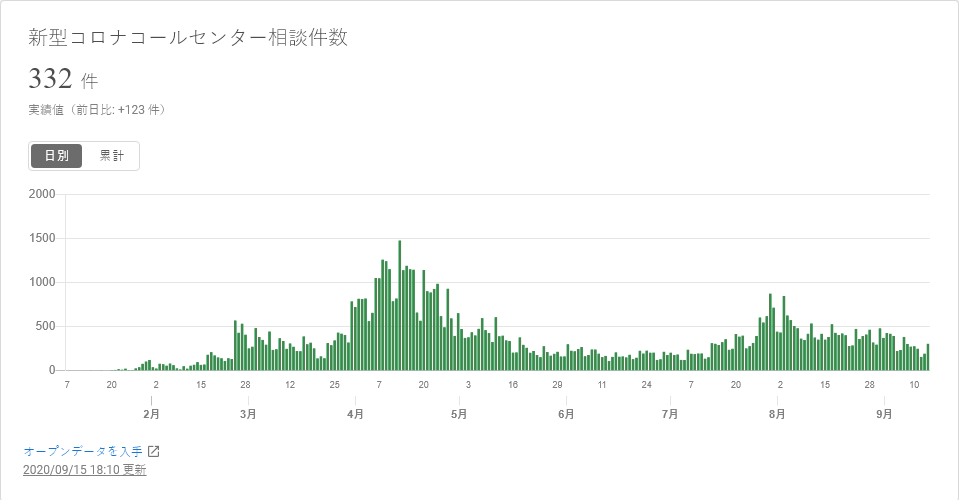 新型コロナコールセンター相談件数
332 件
実績値（前日比: +123 件）
日別 累計
2000
1500
1000
500
0
7 20 2 15 28 12 25 7 20 3 16 29 11 24 7 20 2 15 28 10
2月 3月 4月 5月 6月 7月 8月 9月
オープンデータを入手
2020/09/15 18:10 更新